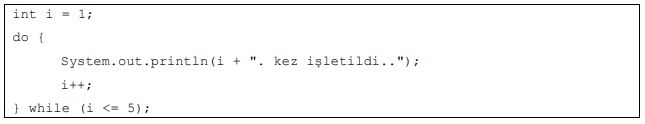 int i = 1;
do {
System.out.println(i + ". kez işletildi..");
i++;
} while (i <= 5);